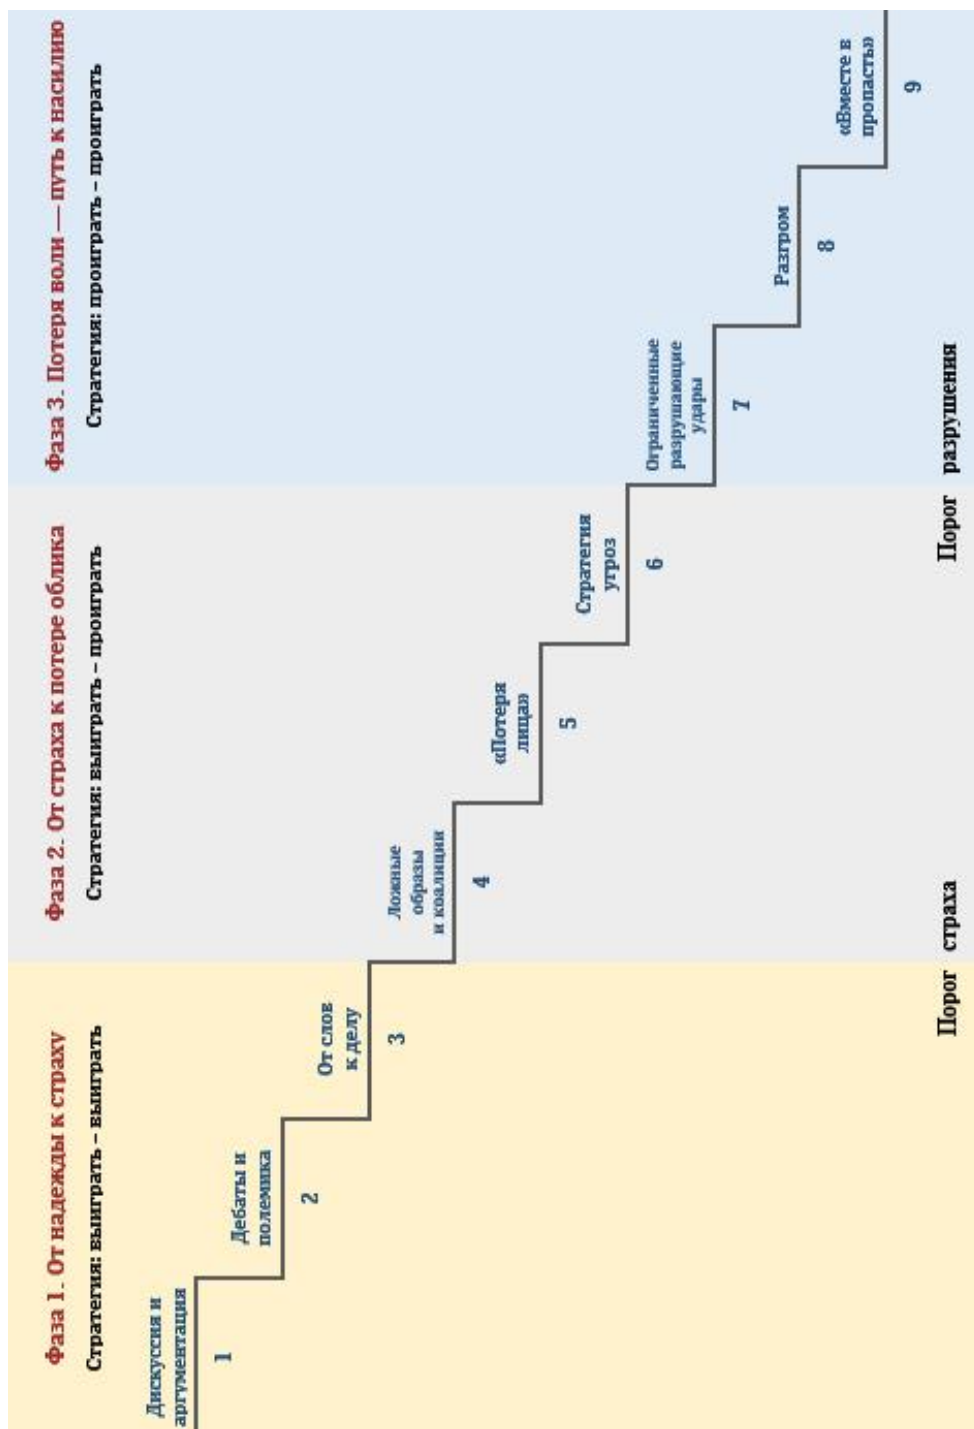 Фаза 1. От надежды к страху
Стратегия: выиграть – выиграть
Фаза 2. От страха к потере облика
Стратегия: выиграть – проиграть
Фаза 3. Потеря воли — путь к насилию
Стратегия: проиграть – проиграть
Дискуссия и
аргументация
1
Дебаты и
полемика
2
От слов
к делу
3
Ложные
образы
и коалиции
4
«Потеря
лица»
5
Стратегия
угроз
6
Ограниченные
разрушающие
удары
7
Разгром
8
«Вместе в
пропасть»
9
Порог страха
Порог разрушения